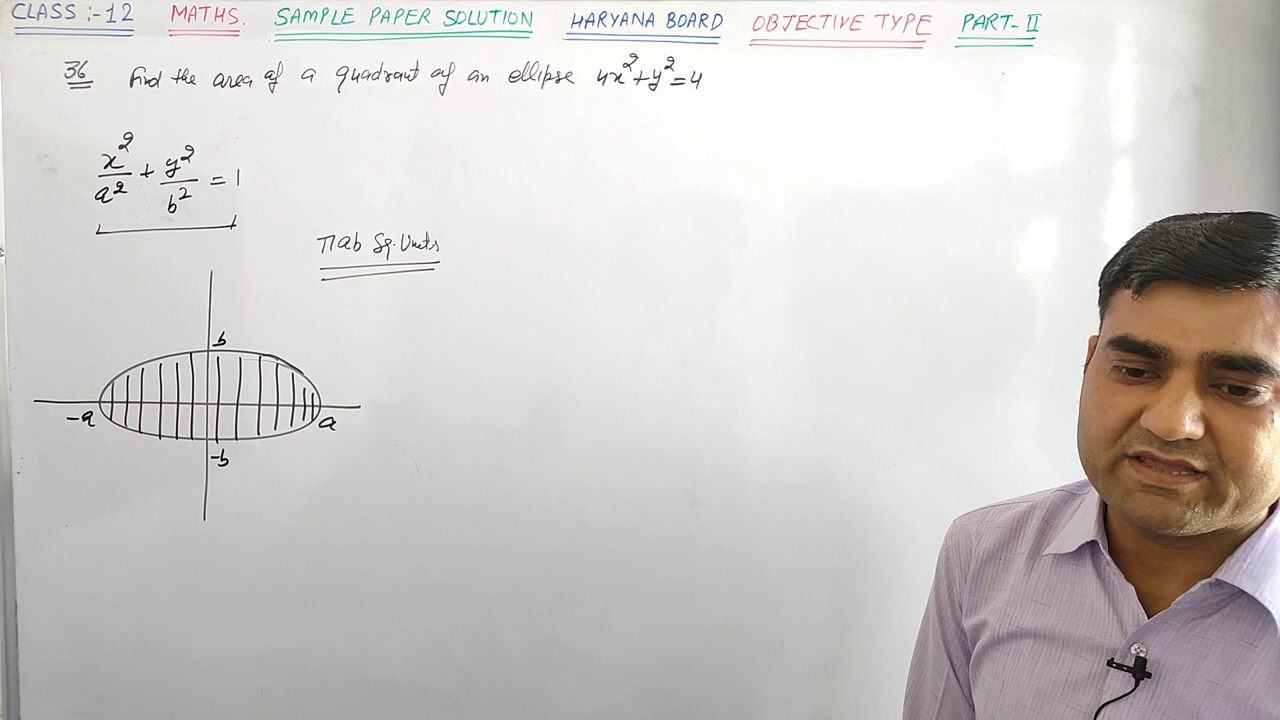 CLASS :- 12 MATHS. SAMPLE PAPER SOLUTION HARYANA BOARD OBJECTIVE TYPE PART-II
36 Find the area of a quadrant of an ellipse 4x²+y²=4
x²/a² + y²/b² = 1
πab Sq. Units
b
-a a
-b